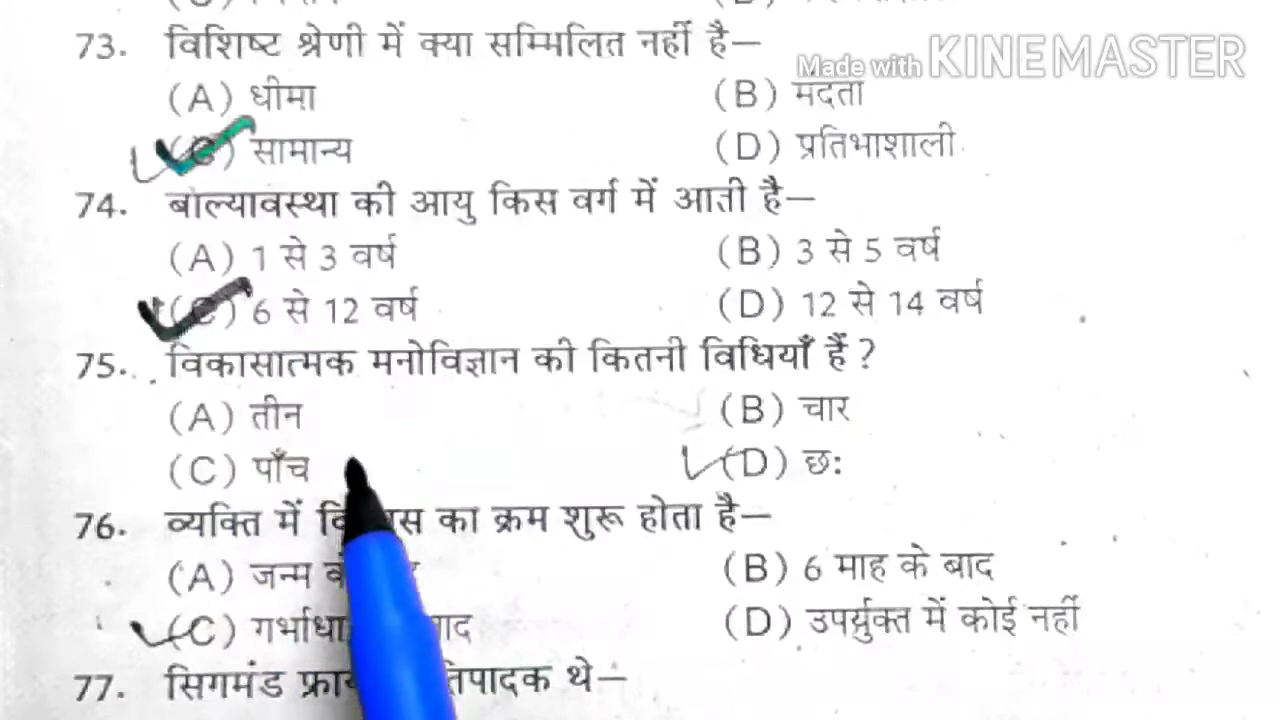 73. विशिष्ट श्रेणी में क्या सम्मिलित नहीं है—
Made with KINEMASTER
(A) धीमा (B) मंदता
(C) सामान्य (D) प्रतिभाशाली
74. बाल्यावस्था की आयु किस वर्ग में आती है—
(A) 1 से 3 वर्ष (B) 3 से 5 वर्ष
(C) 6 से 12 वर्ष (D) 12 से 14 वर्ष
75. विकासात्मक मनोविज्ञान की कितनी विधियाँ हैं ?
(A) तीन (B) चार
(C) पाँच (D) छः
76. व्यक्ति में का क्रम शुरू होता है—
(A) जन्म (B) 6 माह के बाद
(C) (D) उपर्युक्त में कोई नहीं
77. सिगमंड थे—